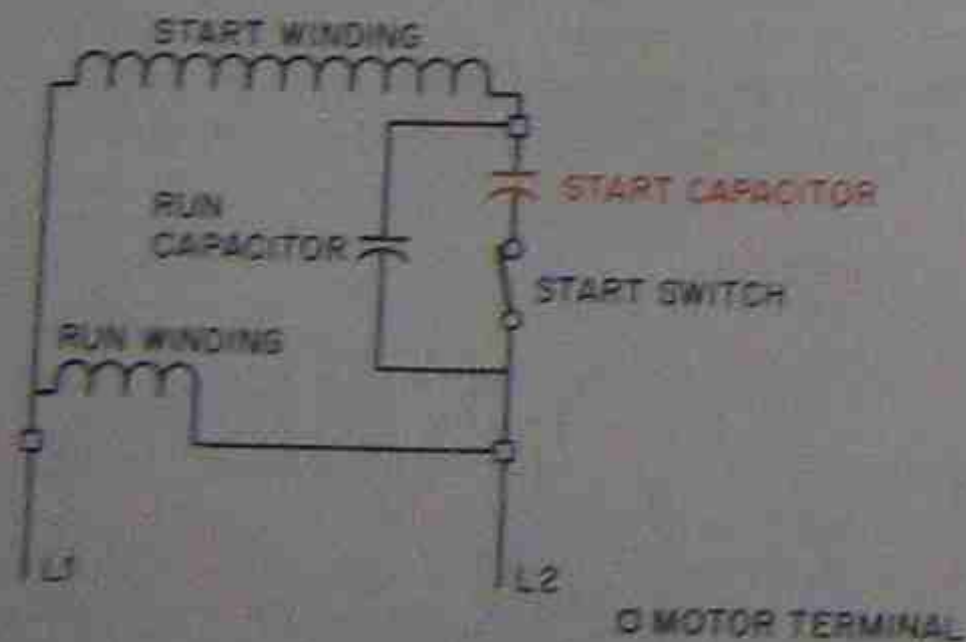 START WINDING
START CAPACITOR
RUN
CAPACITOR
START SWITCH
RUN WINDING
L1
L2
MOTOR TERMINAL